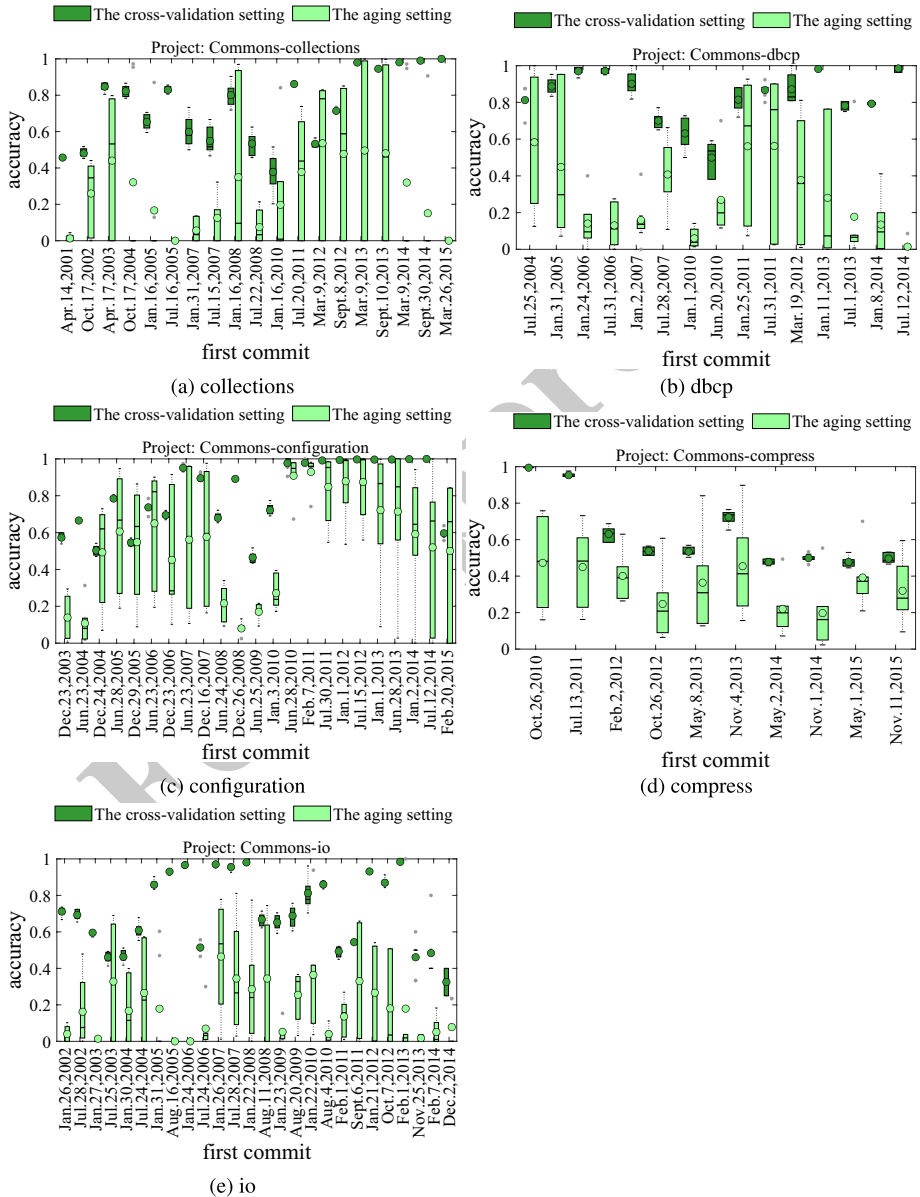 The cross-validation setting The aging setting
Project: Commons-collections
accuracy
1
0.8
0.6
0.4
0.2
0
Apr.14,2001
Oct.17,2002
Apr.17,2003
Oct.17,2004
Jan.16,2005
Jul.16,2005
Jan.31,2007
Jul.15,2007
Jan.16,2008
Jul.22,2008
Jan.16,2010
Jul.20,2011
Mar.9,2012
Sept.8,2012
Mar.9,2013
Sept.10,2013
Mar.9,2014
Sept.30,2014
Mar.26,2015
first commit
(a) collections
The cross-validation setting The aging setting
Project: Commons-dbcp
accuracy
1
0.8
0.6
0.4
0.2
0
Jul.25,2004
Jan.31,2005
Jan.24,2006
Jul.31,2006
Jan.2,2007
Jul.28,2007
Jan.1,2010
Jun.20,2010
Jan.25,2011
Jul.31,2011
Mar.19,2012
Jan.11,2013
Jul.1,2013
Jan.8,2014
Jul.12,2014
first commit
(b) dbcp
The cross-validation setting The aging setting
Project: Commons-configuration
accuracy
1
0.8
0.6
0.4
0.2
0
Dec.23,2003
Jun.23,2004
Dec.24,2004
Jun.28,2005
Dec.29,2005
Jun.23,2006
Dec.23,2006
Jun.23,2007
Dec.16,2007
Jun.28,2008
Dec.26,2008
Jun.25,2009
Jan.3,2010
Jun.28,2010
Feb.7,2011
Jul.30,2011
Jan.1,2012
Jul.15,2012
Jan.1,2013
Jun.28,2013
Jan.2,2014
Jul.12,2014
Feb.20,2015
first commit
(c) configuration
The cross-validation setting The aging setting
Project: Commons-compress
accuracy
1
0.8
0.6
0.4
0.2
0
Oct.26,2010
Jul.13,2011
Feb.2,2012
Oct.26,2012
May.8,2013
Nov.4,2013
May.2,2014
Nov.1,2014
May.1,2015
Nov.11,2015
first commit
(d) compress
The cross-validation setting The aging setting
Project: Commons-io
accuracy
1
0.8
0.6
0.4
0.2
0
Jan.26,2002
Jul.28,2002
Jan.27,2003
Jul.25,2003
Jan.30,2004
Jul.24,2004
Jan.31,2005
Aug.16,2005
Jan.24,2006
Jul.24,2006
Jan.26,2007
Jul.28,2007
Jan.22,2008
Aug.11,2008
Jan.23,2009
Aug.20,2009
Jan.22,2010
Aug.4,2010
Feb.1,2011
Sept.6,2011
Jan.21,2012
Oct.7,2012
Feb.1,2013
Nov.25,2013
Feb.7,2014
Dec.2,2014
first commit
(e) io